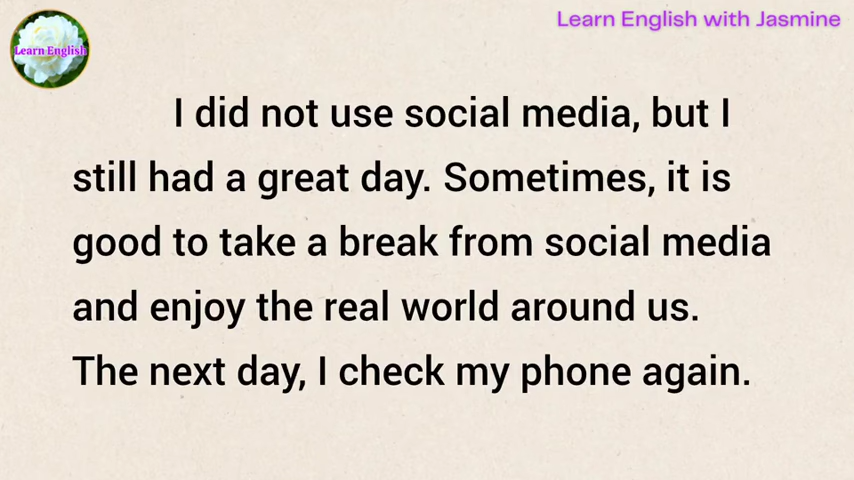 Learn English with Jasmine
Learn English
I did not use social media, but I
still had a great day. Sometimes, it is
good to take a break from social media
and enjoy the real world around us.
The next day, I check my phone again.